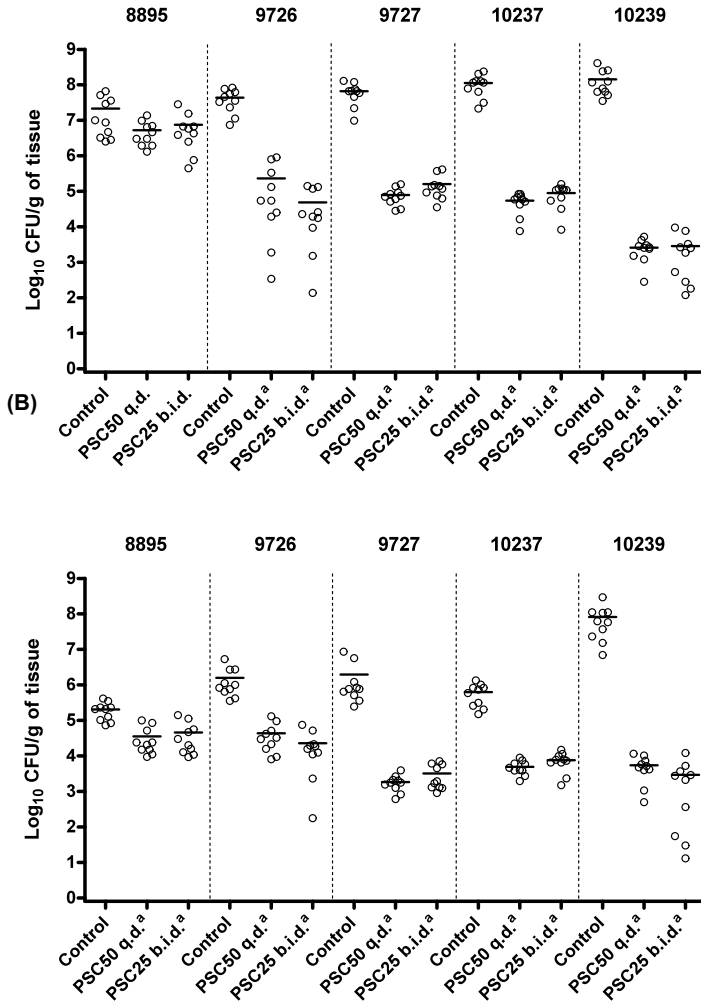 8895 9726 9727 10237 10239
9
8
7
6
5
4
3
2
1
0
Log10 CFU/g of tissue
Control PSC50 q.d. PSC25 b.i.d. Control PSC50 q.d.a PSC25 b.i.d.a Control PSC50 q.d.a PSC25 b.i.d.a Control PSC50 q.d.a PSC25 b.i.d.a Control PSC50 q.d.a PSC25 b.i.d.a
(B)
8895 9726 9727 10237 10239
9
8
7
6
5
4
3
2
1
0
Log10 CFU/g of tissue
Control PSC50 q.d.a PSC25 b.i.d.a Control PSC50 q.d.a PSC25 b.i.d.a Control PSC50 q.d.a PSC25 b.i.d.a Control PSC50 q.d.a PSC25 b.i.d.a Control PSC50 q.d.a PSC25 b.i.d.a